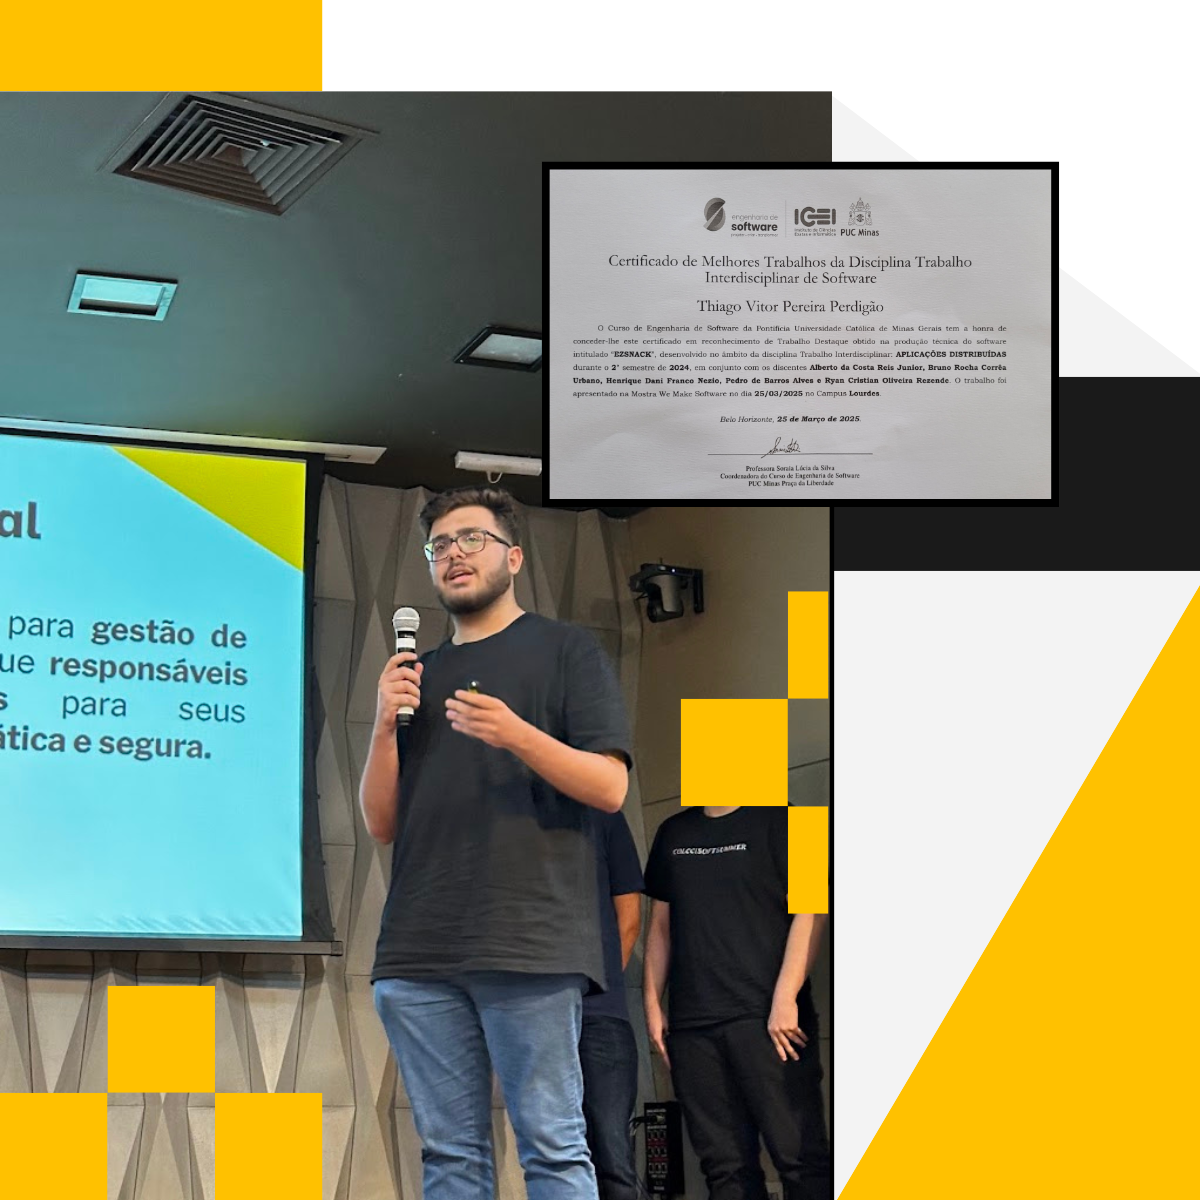 engenharia de
software
ICEI
Instituto de Ciências
Exatas e Informática
PUC Minas
Certificado de Melhores Trabalhos da Disciplina Trabalho
Interdisciplinar de Software
Thiago Vitor Pereira Perdigão
O Curso de Engenharia de Software da Pontifícia Universidade Católica de Minas Gerais tem a honra de
conceder-lhe este certificado em reconhecimento de Trabalho Destaque obtido na produção técnica do software
intitulado "EZSNACK", desenvolvido no âmbito da disciplina Trabalho Interdisciplinar: APLICAÇÕES DISTRIBUÍDAS
durante o 2° semestre de 2024, em conjunto com os discentes Alberto da Costa Reis Junior, Bruno Rocha Corrêa
Urbano, Henrique Dani Franco Nezio, Pedro de Barros Alves e Ryan Cristian Oliveira Rezende. O trabalho foi
apresentado na Mostra We Make Software no dia 25/03/2025 no Campus Lourdes.
Belo Horizonte, 25 de Março de 2025.
Professora Soraia Lúcia da Silva
Coordenadora do Curso de Engenharia de Software
PUC Minas Praça da Liberdade
al
para gestão de
ue responsáveis
s para seus
ática e segura.